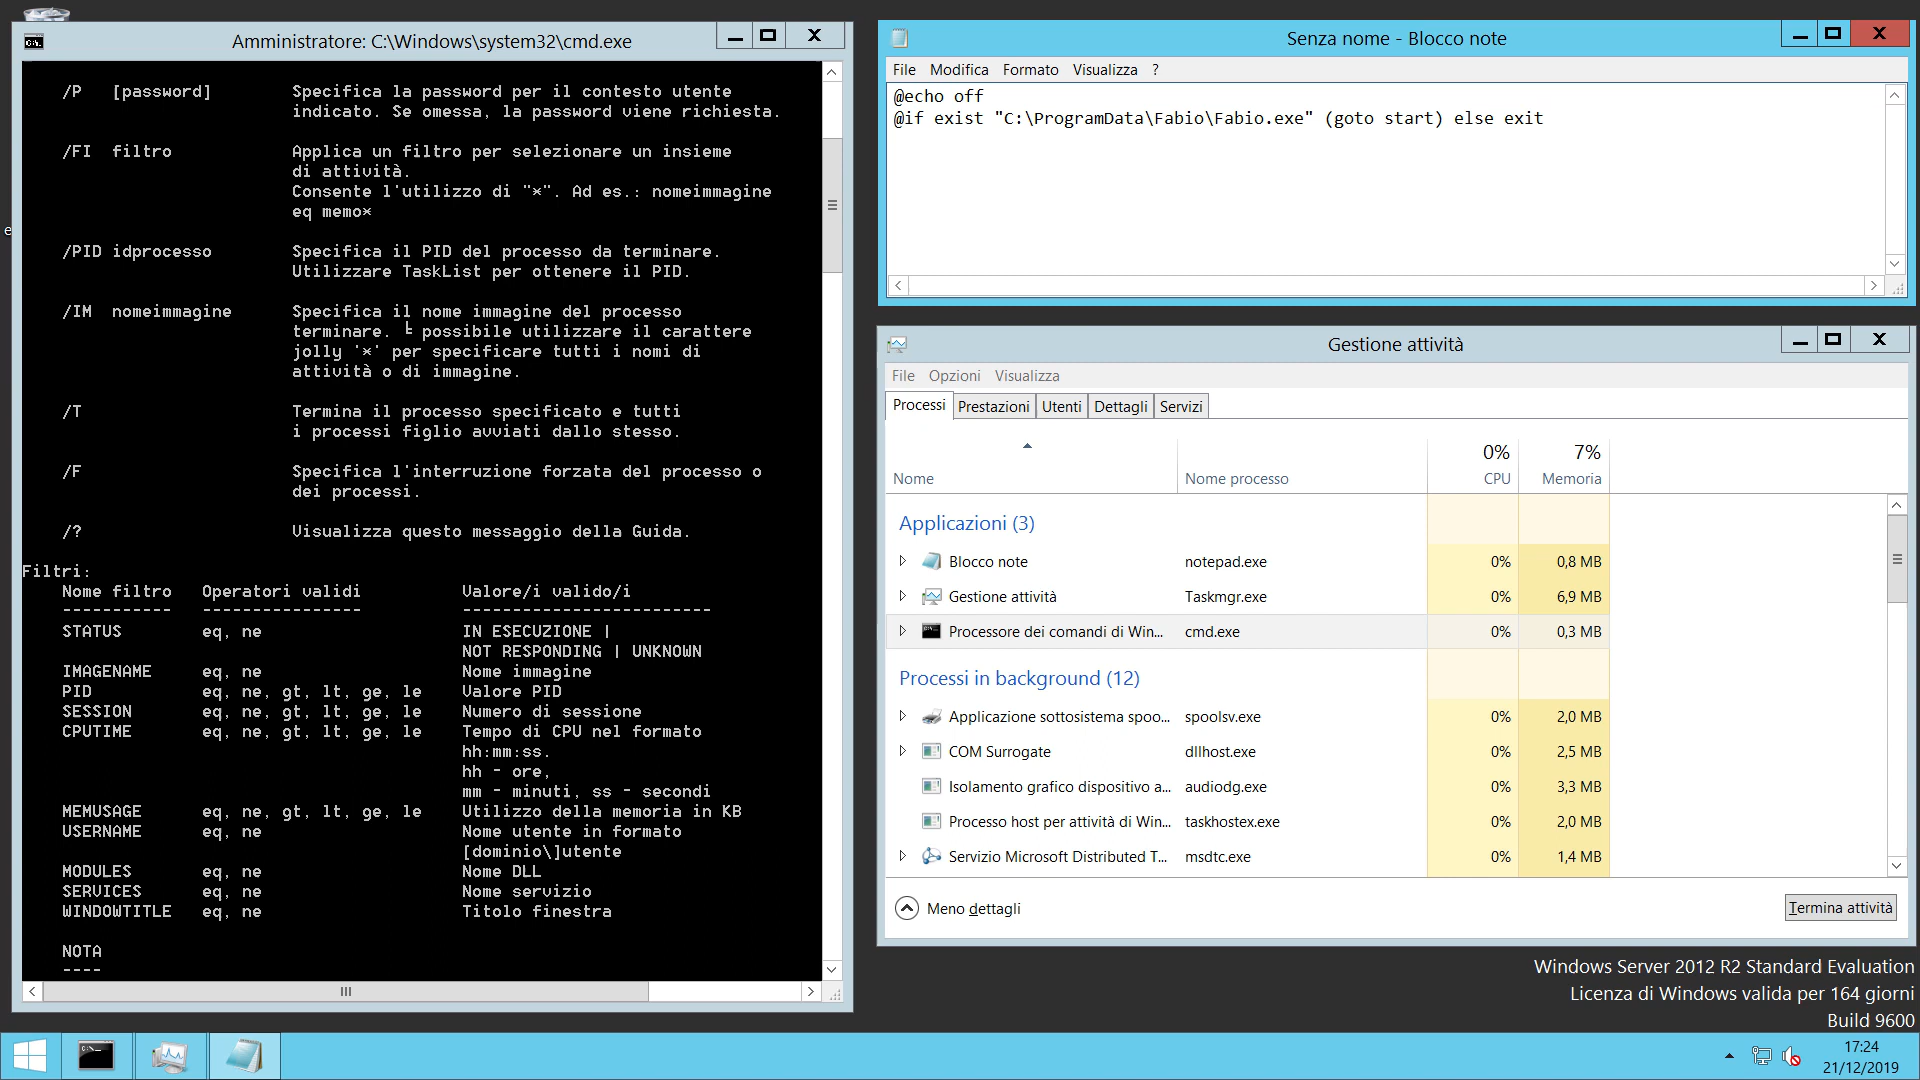 Amministratore: C:\Windows\system32\cmd.exe
/P [password] Specifica la password per il contesto utente
indicato. Se omessa, la password viene richiesta.
/FI filtro Applica un filtro per selezionare un insieme
di attività.
Consente l'utilizzo di "*". Ad es.: nomeimmagine
eq memo*
/PID idprocesso Specifica il PID del processo da terminare.
Utilizzare TaskList per ottenere il PID.
/IM nomeimmagine Specifica il nome immagine del processo
terminare. └ possibile utilizzare il carattere
jolly '*' per specificare tutti i nomi di
attività o di immagine.
/T Termina il processo specificato e tutti
i processi figlio avviati dallo stesso.
/F Specifica l'interruzione forzata del processo o
dei processi.
/? Visualizza questo messaggio della Guida.
Filtri:
Nome filtro Operatori validi Valore/i valido/i
----------- ---------------- -------------------------
STATUS eq, ne IN ESECUZIONE |
NOT RESPONDING | UNKNOWN
IMAGENAME eq, ne Nome immagine
PID eq, ne, gt, lt, ge, le Valore PID
SESSION eq, ne, gt, lt, ge, le Numero di sessione
CPUTIME eq, ne, gt, lt, ge, le Tempo di CPU nel formato
hh:mm:ss.
hh - ore,
mm - minuti, ss - secondi
MEMUSAGE eq, ne, gt, lt, ge, le Utilizzo della memoria in KB
USERNAME eq, ne Nome utente in formato
[dominio\]utente
MODULES eq, ne Nome DLL
SERVICES eq, ne Nome servizio
WINDOWTITLE eq, ne Titolo finestra
NOTA
----
Senza nome - Blocco note
File Modifica Formato Visualizza ?
@echo off
@if exist "C:\ProgramData\Fabio\Fabio.exe" (goto start) else exit
Gestione attività
File Opzioni Visualizza
Processi Prestazioni Utenti Dettagli Servizi
0% 7%
Nome Nome processo CPU Memoria
Applicazioni (3)
Blocco note notepad.exe 0% 0,8 MB
Gestione attività Taskmgr.exe 0% 6,9 MB
Processore dei comandi di Win... cmd.exe 0% 0,3 MB
Processi in background (12)
Applicazione sottosistema spoo... spoolsv.exe 0% 2,0 MB
COM Surrogate dllhost.exe 0% 2,5 MB
Isolamento grafico dispositivo a... audiodg.exe 0% 3,3 MB
Processo host per attività di Win... taskhostex.exe 0% 2,0 MB
Servizio Microsoft Distributed T... msdtc.exe 0% 1,4 MB
Meno dettagli
Termina attività
Windows Server 2012 R2 Standard Evaluation
Licenza di Windows valida per 164 giorni
Build 9600
17:24
21/12/2019